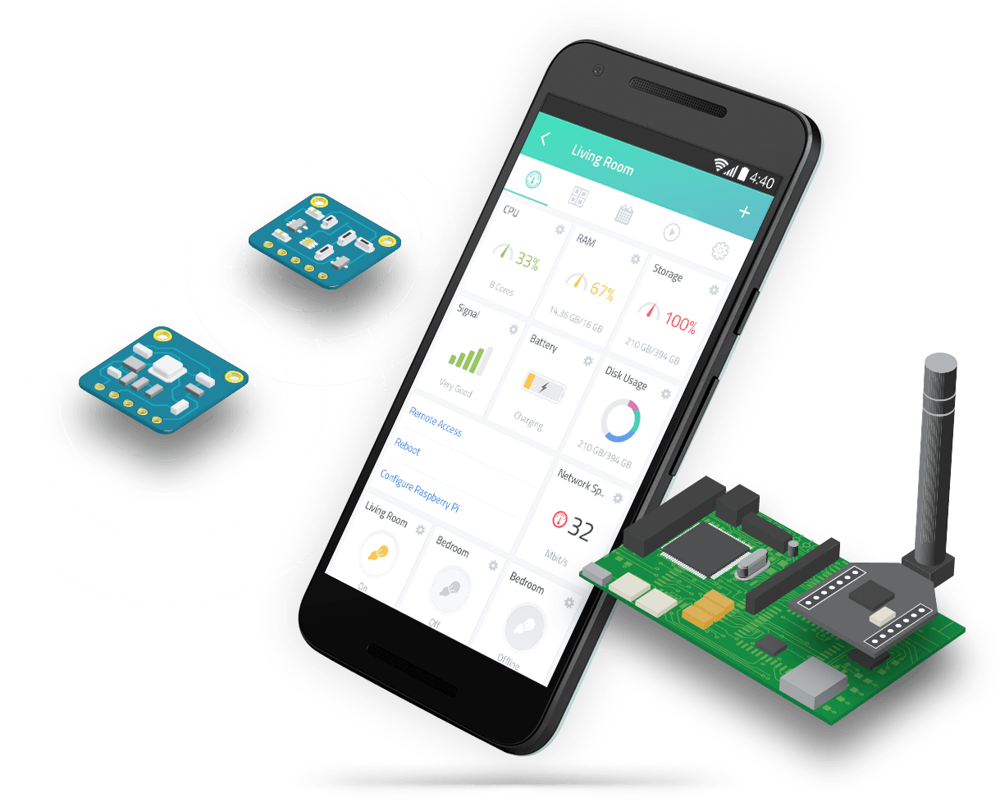 4:40
Living Room
+
CPU
33%
8 Cores
RAM
67%
14.36 GB/16 GB
Storage
100%
210 GB/394 GB
Signal
Very Good
Battery
Charging
Disk Usage
210 GB/394 GB
Remote Access
Reboot
Configure Raspberry Pi
Network Sp..
32
Mbit/s
Living Room
On
Bedroom
Off
Bedroom
Offline